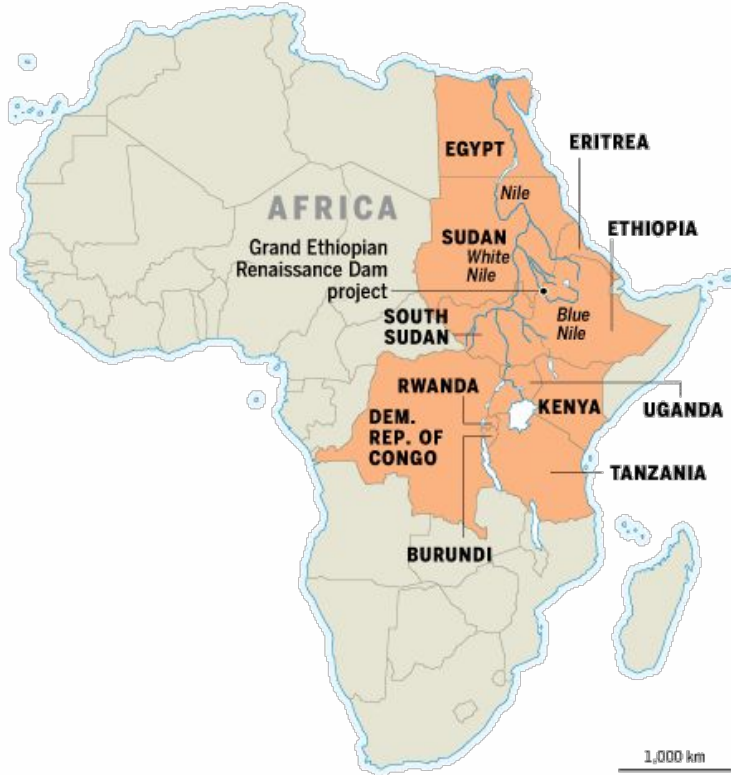 EGYPT
ERITREA
Nile
AFRICA
ETHIOPIA
SUDAN
White
Nile
Grand Ethiopian
Renaissance Dam
project
SOUTH
SUDAN
Blue
Nile
RWANDA
KENYA
UGANDA
DEM.
REP. OF
CONGO
TANZANIA
BURUNDI
1,000 km